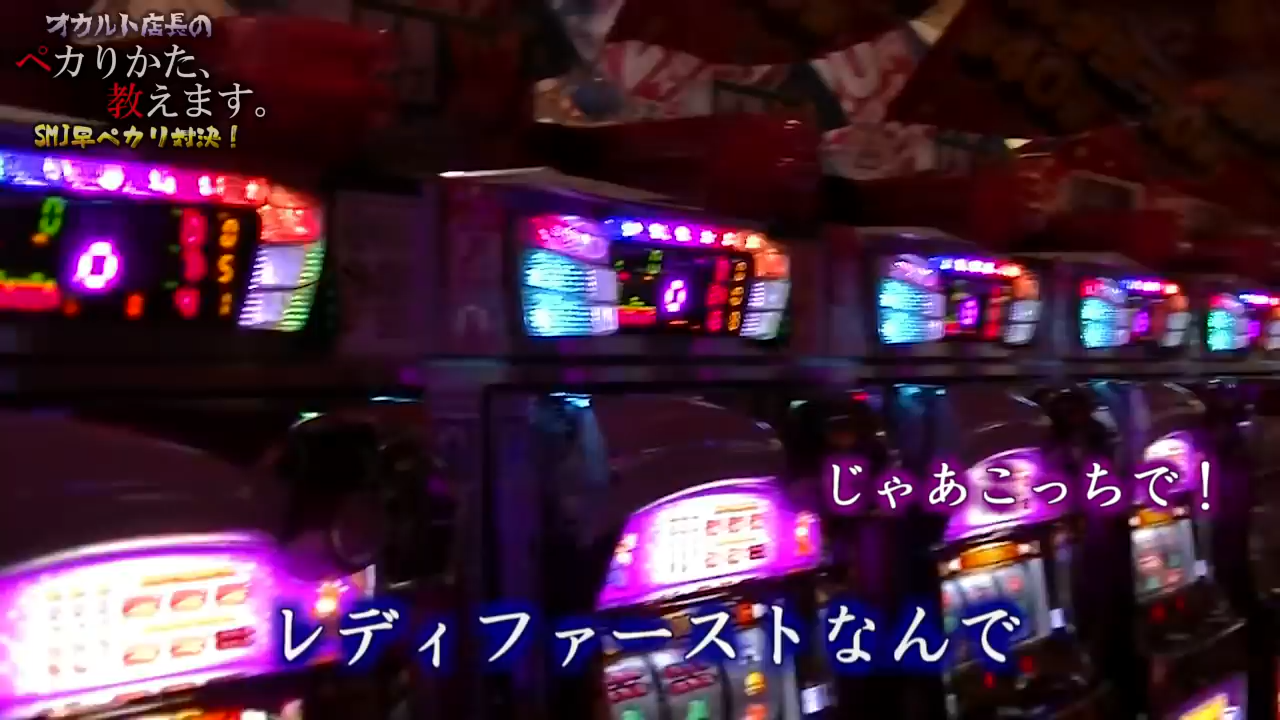 オカルト店長の
ペカりかた、
教えます。
SMJ早ペカリ対決!
じゃあこっちで!
レディファーストなんで